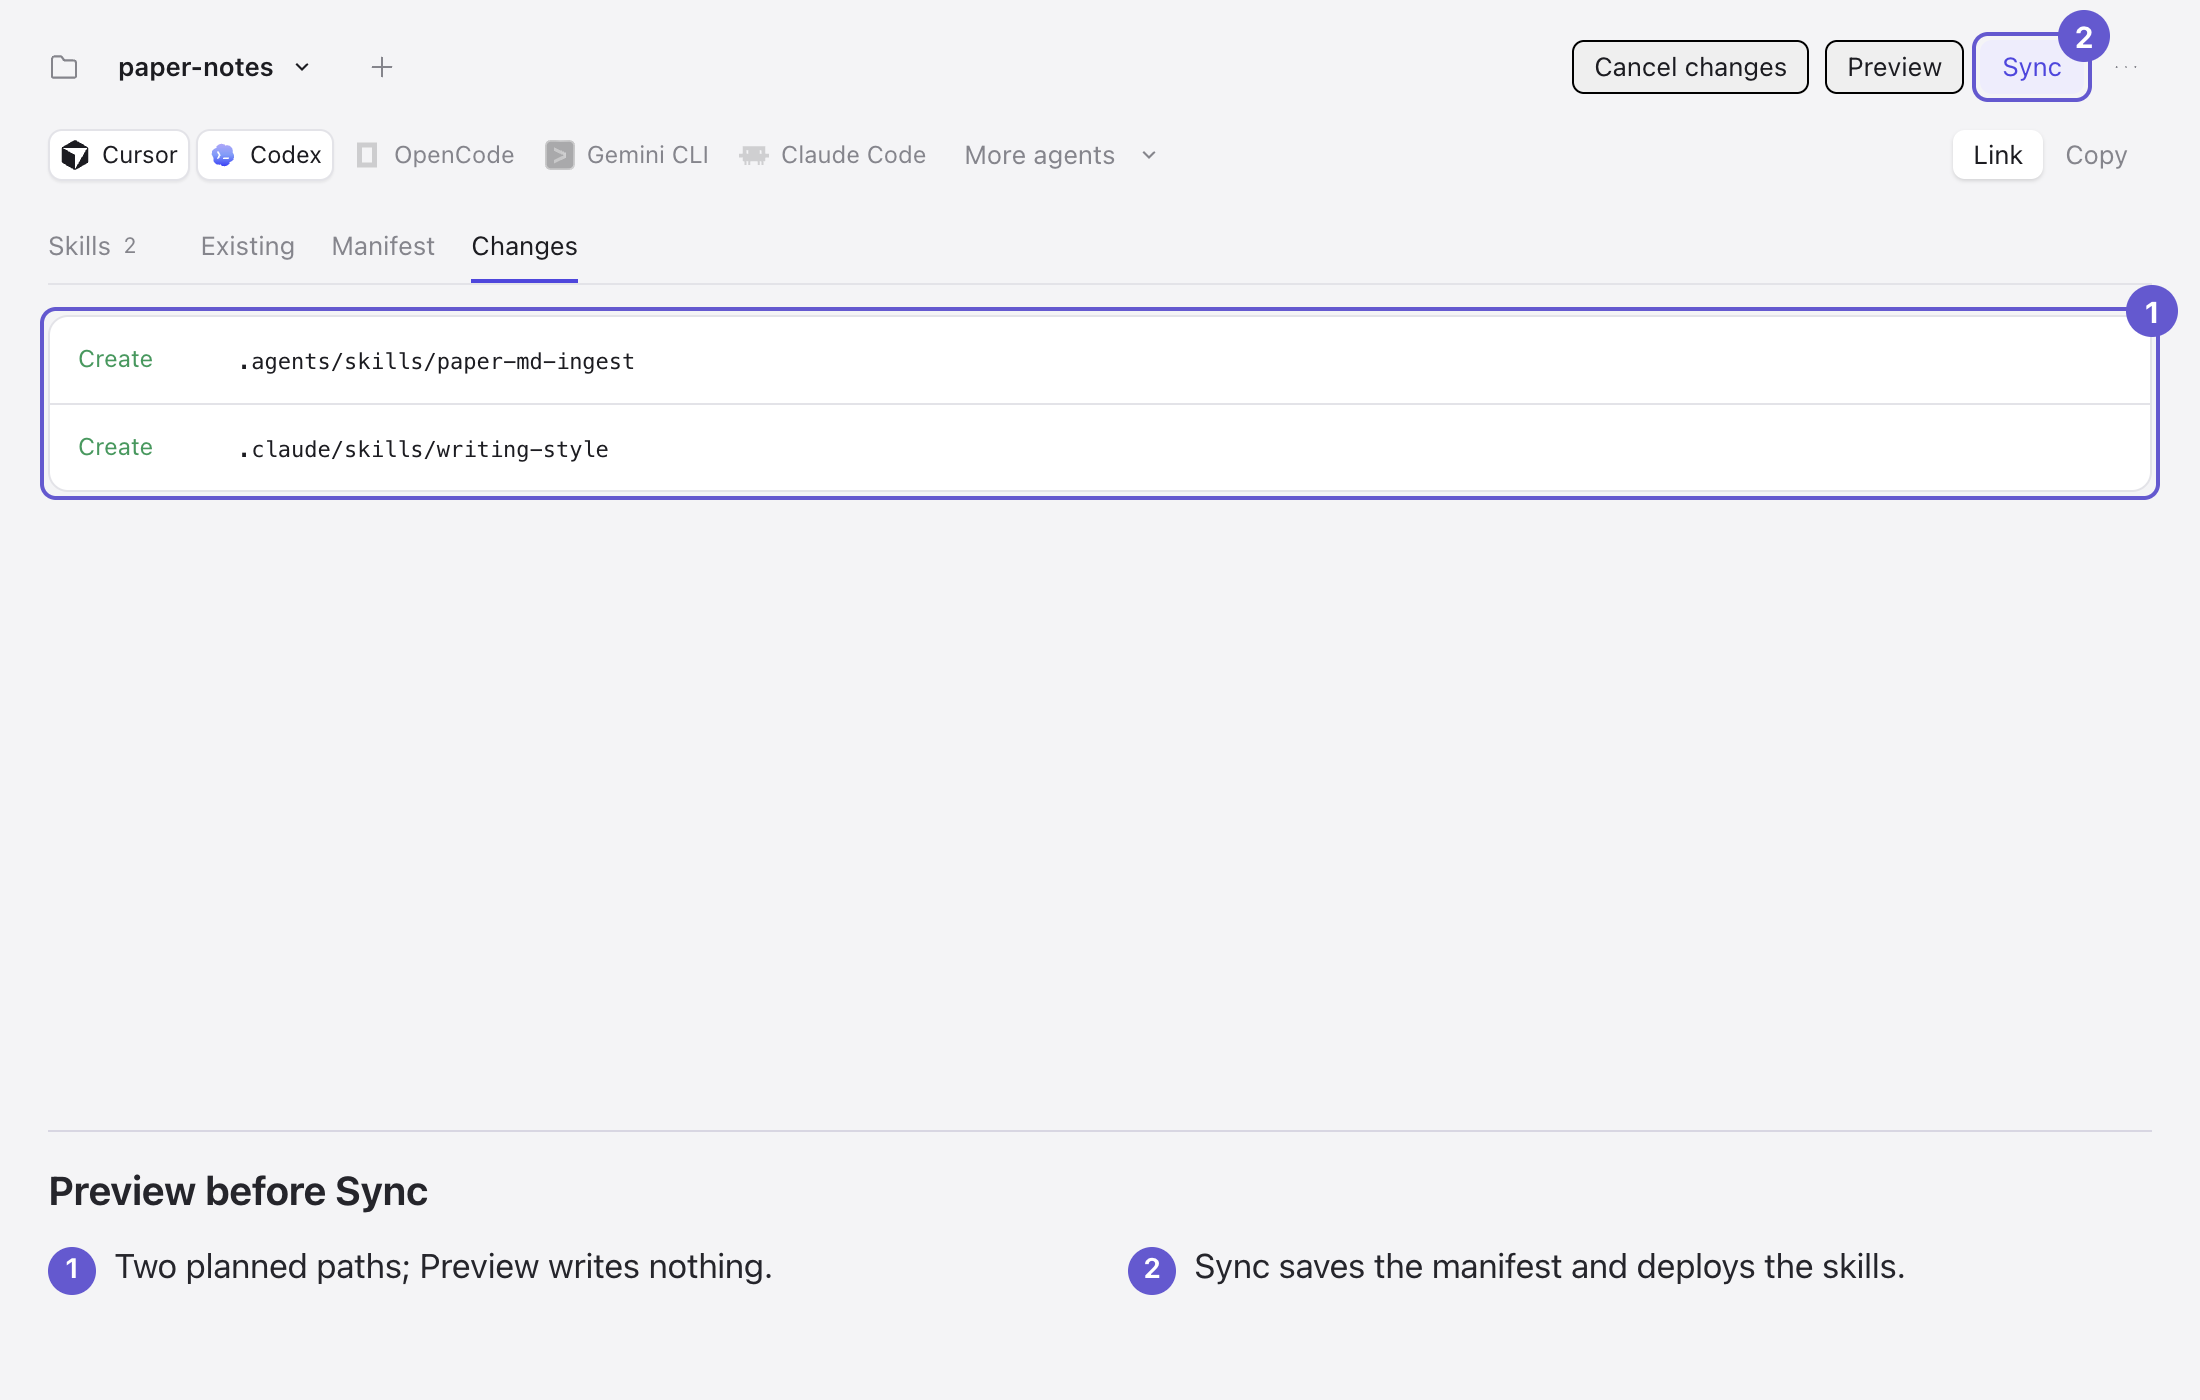 paper-notes
Cancel changes
Preview
Sync
2
Cursor
Codex
OpenCode
Gemini CLI
Claude Code
More agents
Link
Copy
Skills 2
Existing
Manifest
Changes
1
Create .agents/skills/paper-md-ingest
Create .claude/skills/writing-style
Preview before Sync
1 Two planned paths; Preview writes nothing.
2 Sync saves the manifest and deploys the skills.